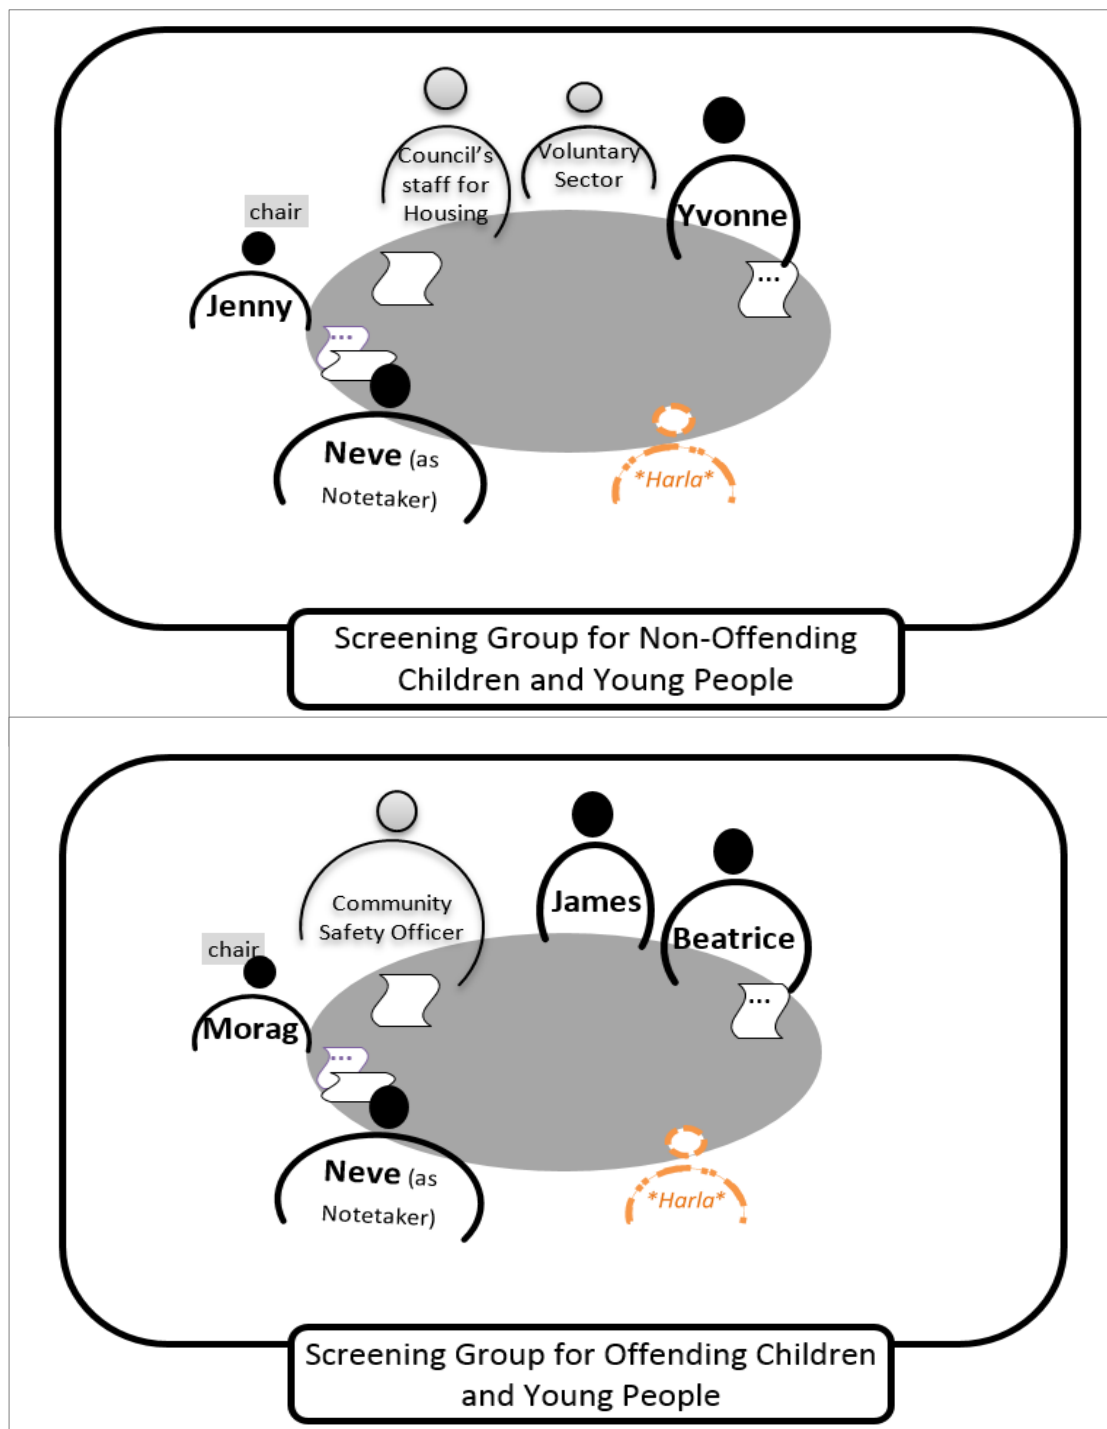 Council's
staff for
Housing
Voluntary
Sector
Yvonne
chair
Jenny
...
...
Neve (as
Notetaker)
*Harla*
Screening Group for Non-Offending
Children and Young People
Community
Safety Officer
James
Beatrice
chair
Morag
...
...
Neve (as
Notetaker)
*Harla*
Screening Group for Offending Children
and Young People